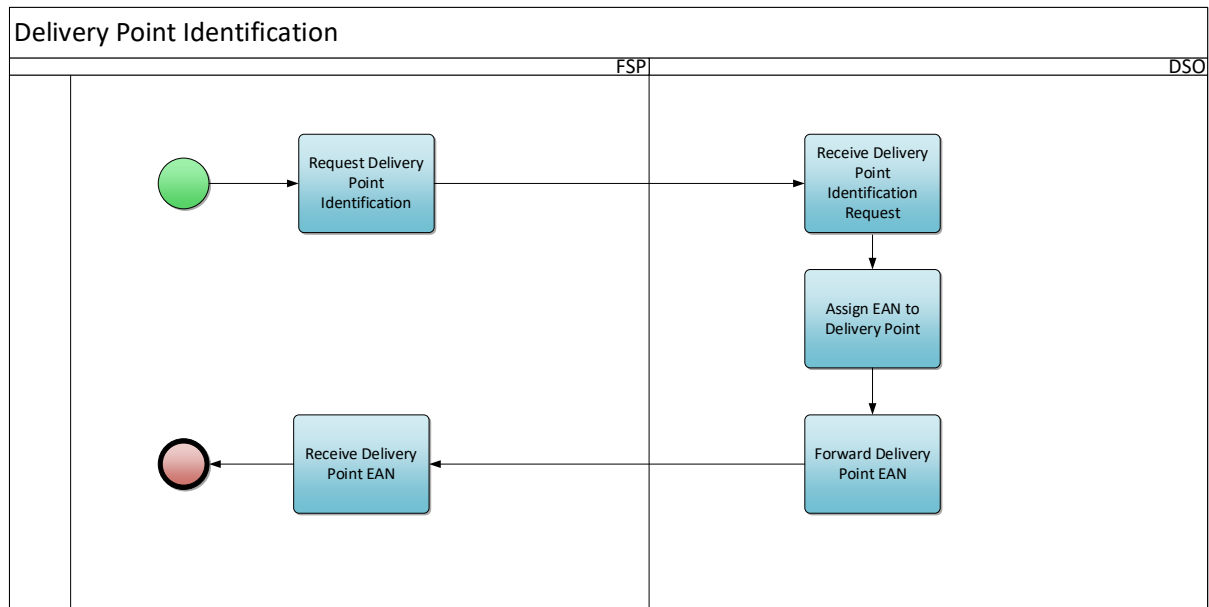 Delivery Point Identification
FSP
DSO
Request Delivery
Point
Identification
Receive Delivery
Point
Identification
Request
Assign EAN to
Delivery Point
Receive Delivery
Point EAN
Forward Delivery
Point EAN